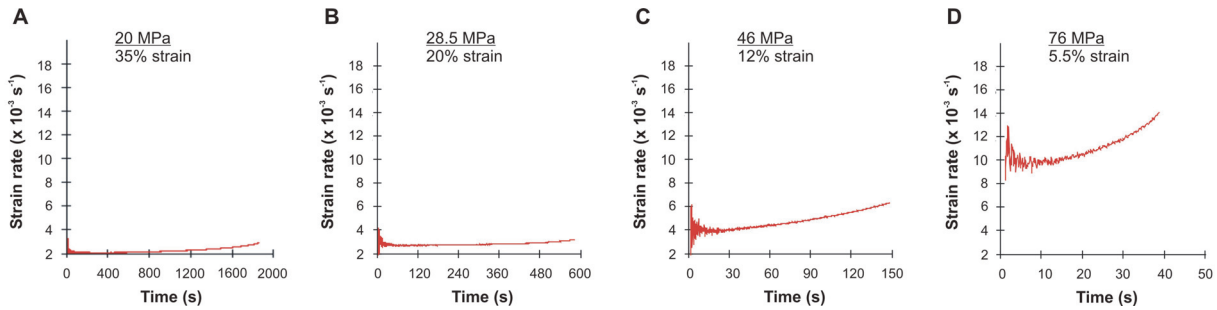 A
20 MPa
35% strain
Strain rate (x 10⁻³ s⁻¹)
18
16
14
12
10
8
6
4
2
0 400 800 1200 1600 2000
Time (s)
B
28.5 MPa
20% strain
Strain rate (x 10⁻³ s⁻¹)
18
16
14
12
10
8
6
4
2
0 120 240 360 480 600
Time (s)
C
46 MPa
12% strain
Strain rate (x 10⁻³ s⁻¹)
18
16
14
12
10
8
6
4
2
0 30 60 90 120 150
Time (s)
D
76 MPa
5.5% strain
Strain rate (x 10⁻³ s⁻¹)
18
16
14
12
10
8
6
4
2
0 10 20 30 40 50
Time (s)